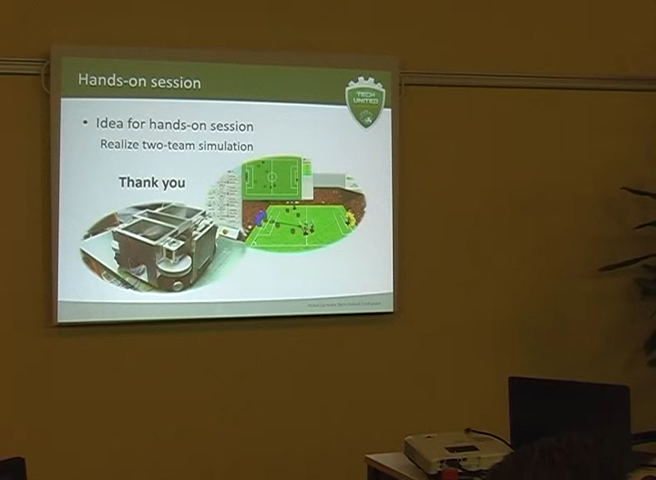 Hands-on session
TECH
UNITED
• Idea for hands-on session
Realize two-team simulation
Thank you